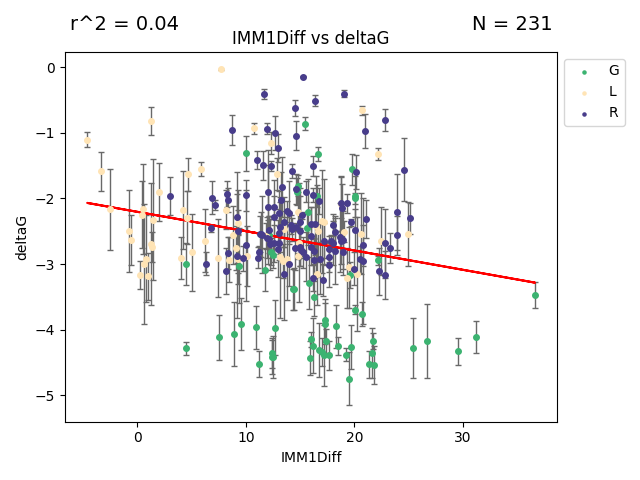 r^2 = 0.04 N = 231
IMM1Diff vs deltaG
G
L
R
0
−1
−2
−3
−4
−5
deltaG
0 10 20 30
IMM1Diff